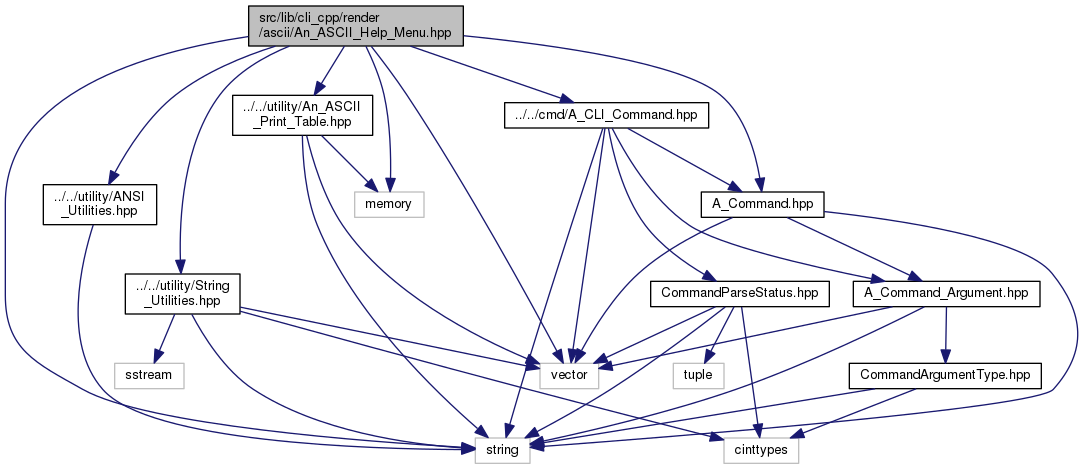 src/lib/cli_cpp/render
/ascii/An_ASCII_Help_Menu.hpp
../../utility/An_ASCII
_Print_Table.hpp
../../cmd/A_CLI_Command.hpp
../../utility/ANSI
_Utilities.hpp
memory
A_Command.hpp
../../utility/String
_Utilities.hpp
CommandParseStatus.hpp
A_Command_Argument.hpp
sstream
vector
tuple
CommandArgumentType.hpp
string
cinttypes